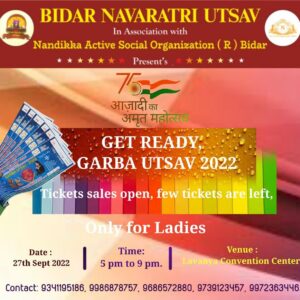 BIDAR NAVARATRI UTSAV
In Association with
Nandikka Active Social Organization ( R ) Bidar
Present's
75
आज़ादी का
अमृत महोत्सव
GET READY,
GARBA UTSAV 2022
Tickets sales open, few tickets are left,
Only for Ladies
Date :
27th Sept 2022
Time:
5 pm to 9 pm.
Venue :
Lavanya Convention Center
Contact: 9341195186, 9986878757, 9686572880, 9739123457, 9972363446